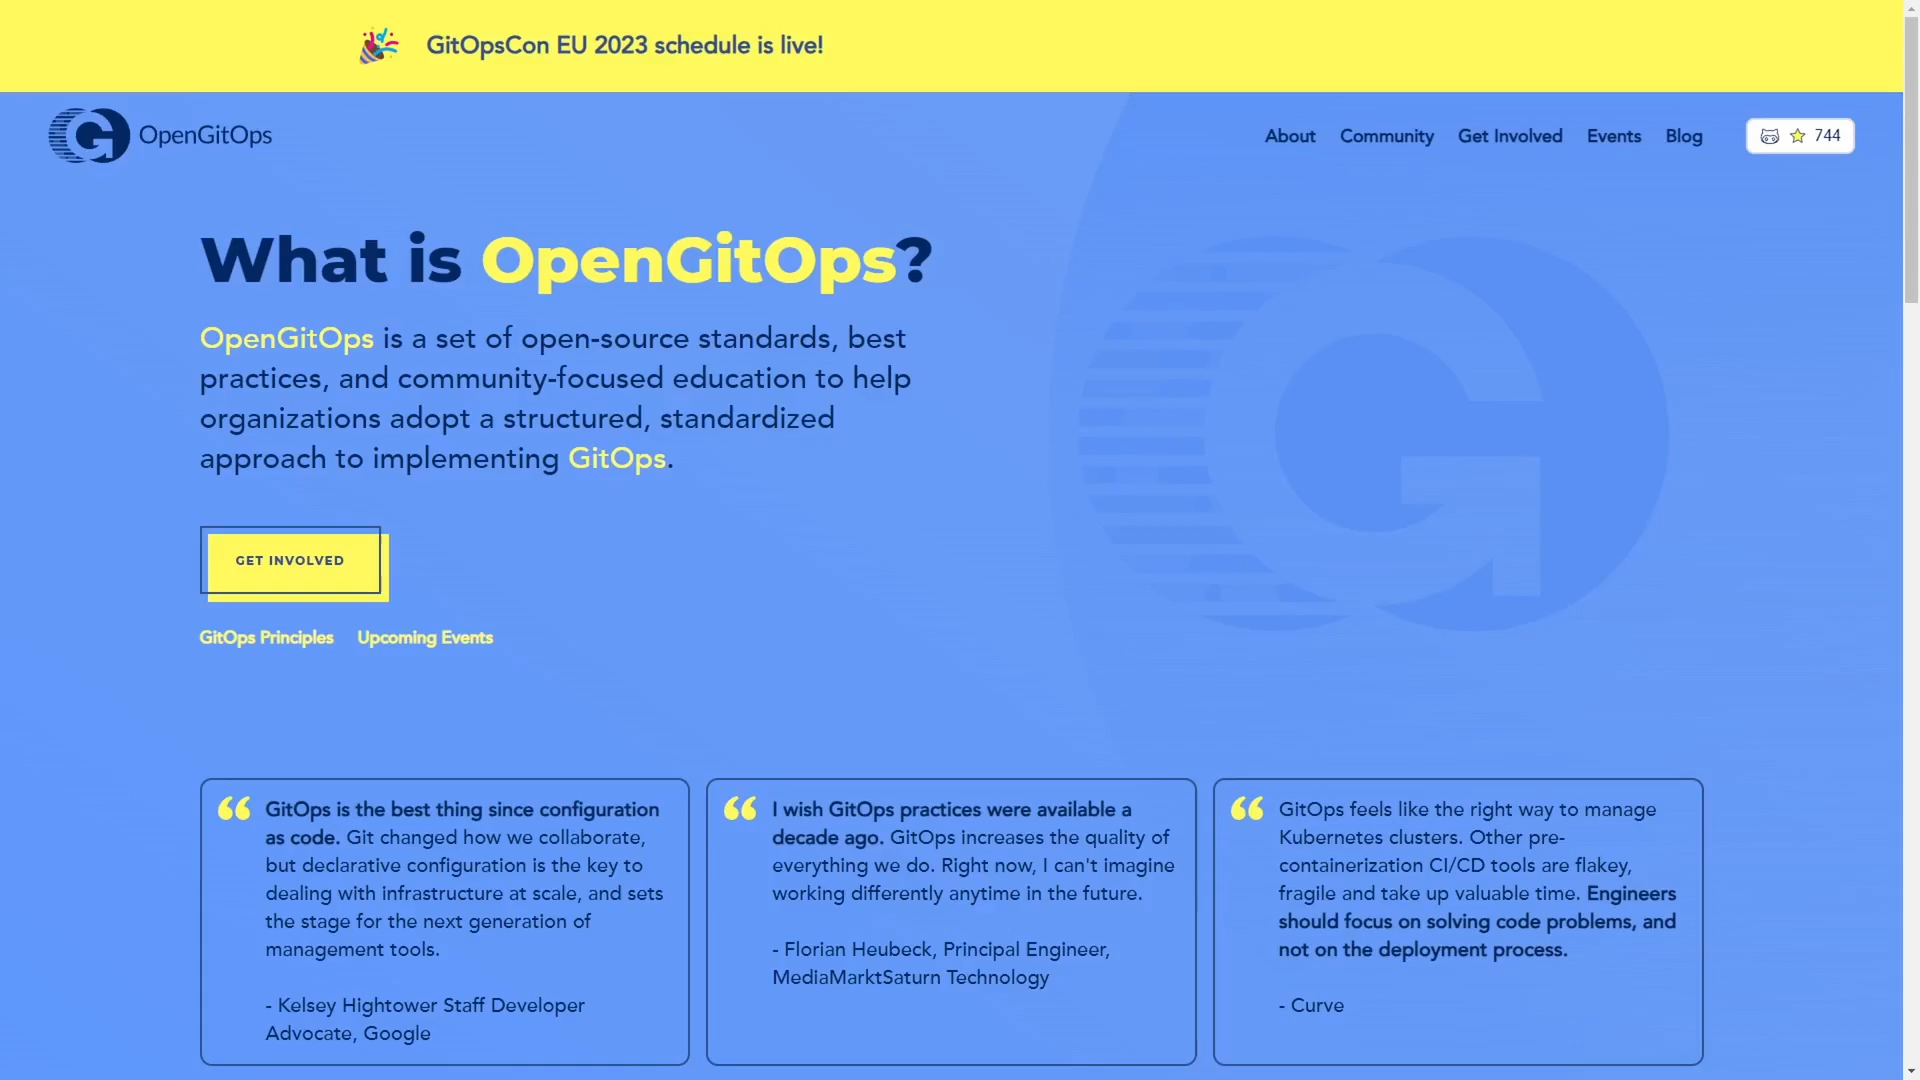 GitOpsCon EU 2023 schedule is live!
OpenGitOps
About
Community
Get Involved
Events
Blog
744
What is OpenGitOps?
OpenGitOps is a set of open-source standards, best
practices, and community-focused education to help
organizations adopt a structured, standardized
approach to implementing GitOps.
GET INVOLVED
GitOps Principles
Upcoming Events
GitOps is the best thing since configuration
as code. Git changed how we collaborate,
but declarative configuration is the key to
dealing with infrastructure at scale, and sets
the stage for the next generation of
management tools.
- Kelsey Hightower Staff Developer
Advocate, Google
I wish GitOps practices were available a
decade ago. GitOps increases the quality of
everything we do. Right now, I can't imagine
working differently anytime in the future.
- Florian Heubeck, Principal Engineer,
MediaMarktSaturn Technology
GitOps feels like the right way to manage
Kubernetes clusters. Other pre-
containerization CI/CD tools are flakey,
fragile and take up valuable time. Engineers
should focus on solving code problems, and
not on the deployment process.
- Curve